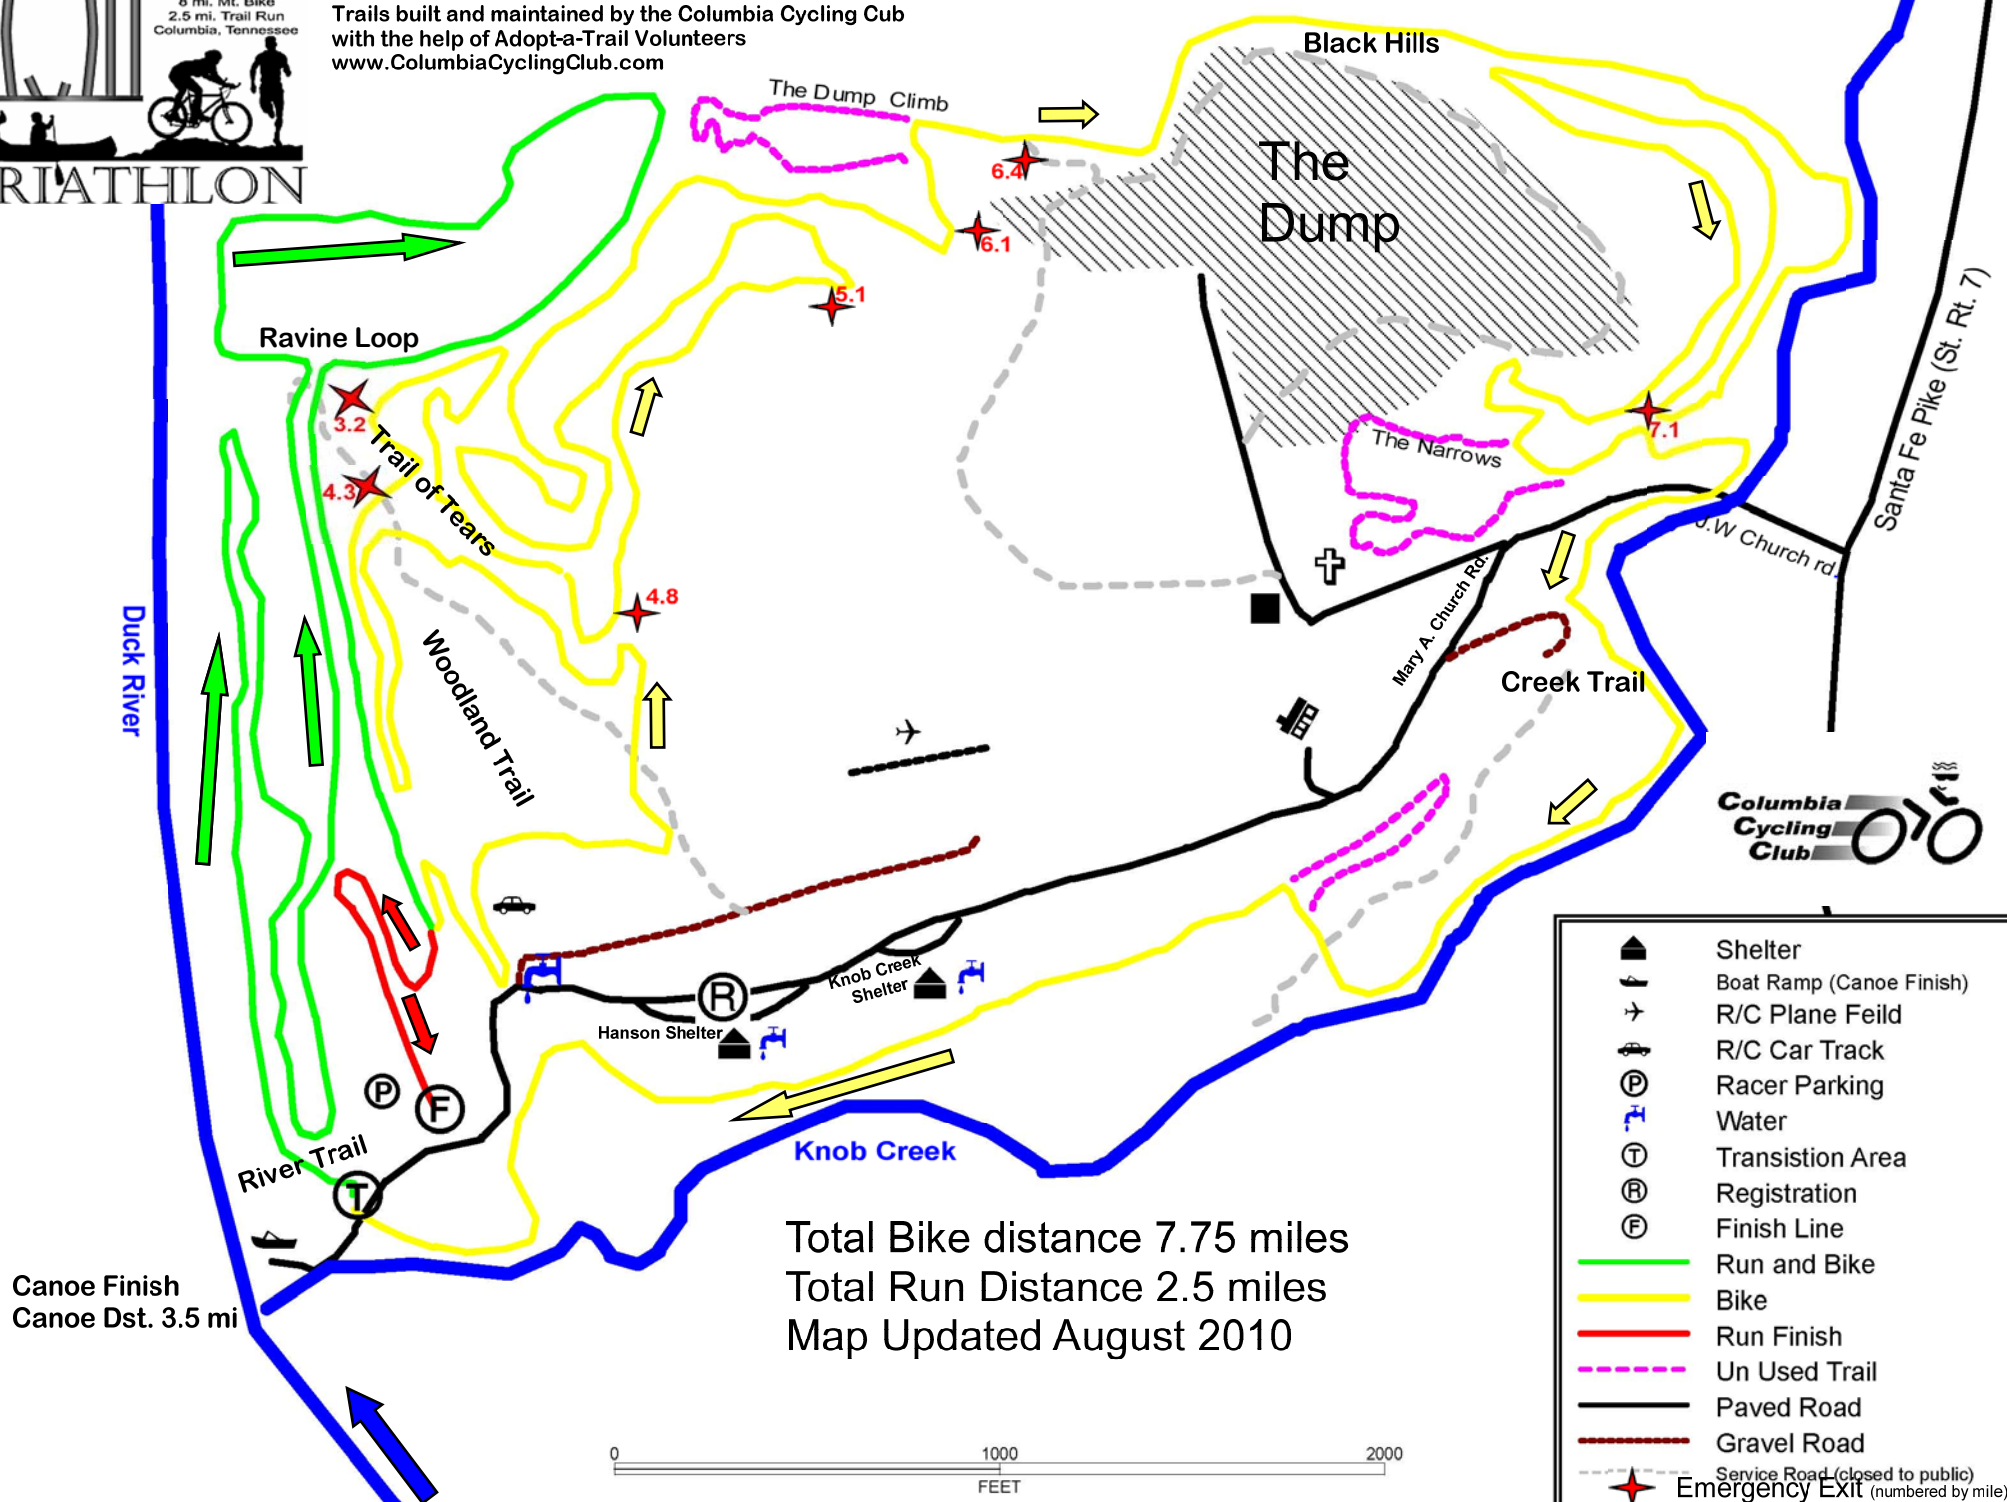 8 mi. Mt. Bike
2.5 mi. Trail Run
Columbia, Tennessee
RIATHLON
Trails built and maintained by the Columbia Cycling Cub
with the help of Adopt-a-Trail Volunteers
www.ColumbiaCyclingClub.com
The Dump Climb
Black Hills
The
Dump
6.4
6.1
5.1
Ravine Loop
3.2
Trail of Tears
4.3
4.8
7.1
The Narrows
Santa Fe Pike (St. Rt. 7)
J.W Church rd.
Mary A. Church Rd.
Duck River
Woodland Trail
Creek Trail
Columbia
Cycling
Club
R
Knob Creek
Shelter
Hanson Shelter
P
F
River Trail
T
Knob Creek
Canoe Finish
Canoe Dst. 3.5 mi
Total Bike distance 7.75 miles
Total Run Distance 2.5 miles
Map Updated August 2010
0 1000 2000
FEET
Shelter
Boat Ramp (Canoe Finish)
R/C Plane Feild
R/C Car Track
P Racer Parking
Water
T Transistion Area
R Registration
F Finish Line
Run and Bike
Bike
Run Finish
Un Used Trail
Paved Road
Gravel Road
Service Road (closed to public)
Emergency Exit (numbered by mile)